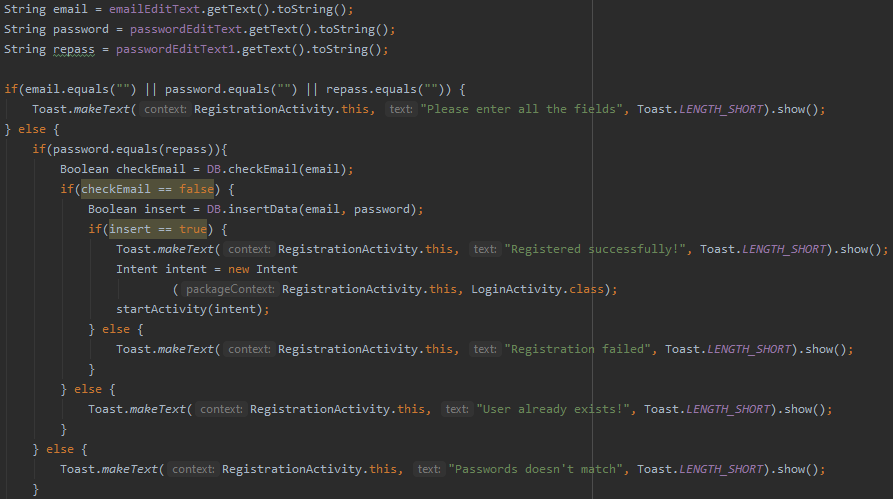 String email = emailEditText.getText().toString();
String password = passwordEditText.getText().toString();
String repass = passwordEditText1.getText().toString();
if(email.equals("") || password.equals("") || repass.equals("")) {
Toast.makeText( context: RegistrationActivity.this, text: "Please enter all the fields", Toast.LENGTH_SHORT).show();
} else {
if(password.equals(repass)){
Boolean checkEmail = DB.checkEmail(email);
if(checkEmail == false) {
Boolean insert = DB.insertData(email, password);
if(insert == true) {
Toast.makeText( context: RegistrationActivity.this, text: "Registered successfully!", Toast.LENGTH_SHORT).show();
Intent intent = new Intent
( packageContext: RegistrationActivity.this, LoginActivity.class);
startActivity(intent);
} else {
Toast.makeText( context: RegistrationActivity.this, text: "Registration failed", Toast.LENGTH_SHORT).show();
}
} else {
Toast.makeText( context: RegistrationActivity.this, text: "User already exists!", Toast.LENGTH_SHORT).show();
}
} else {
Toast.makeText( context: RegistrationActivity.this, text: "Passwords doesn't match", Toast.LENGTH_SHORT).show();
}